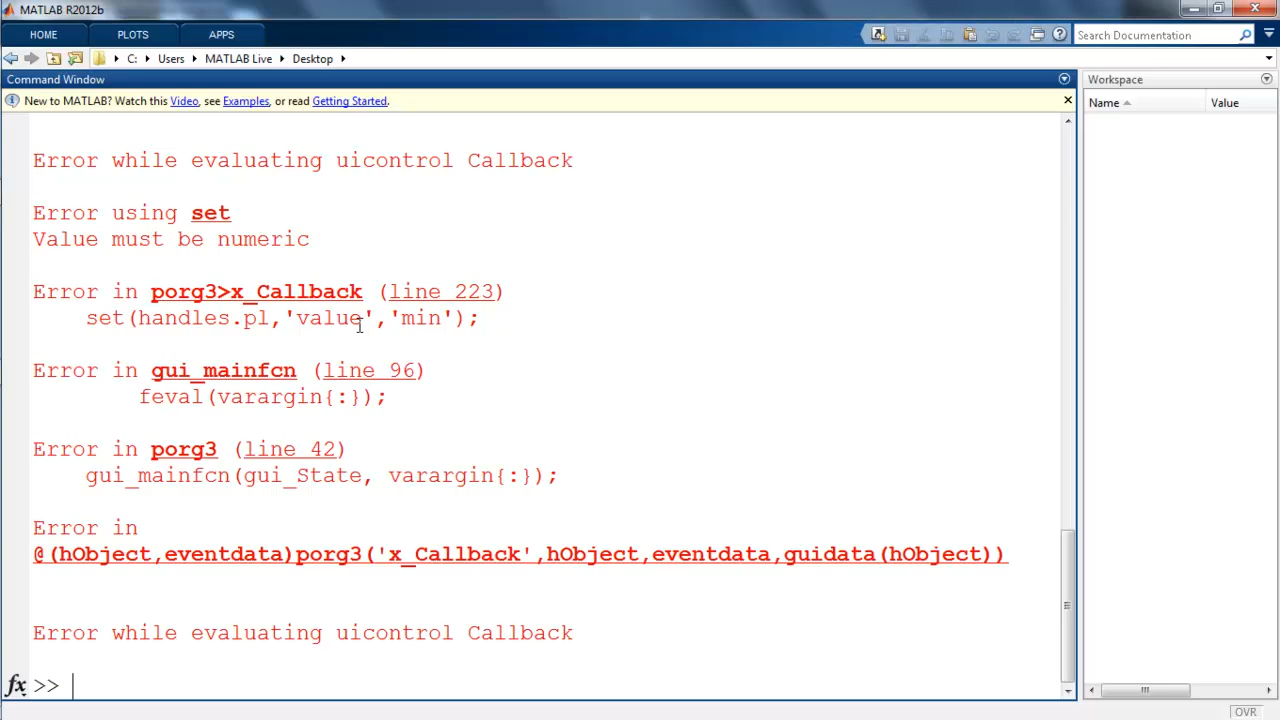 MATLAB R2012b
HOME PLOTS APPS Search Documentation
C: Users MATLAB Live Desktop
Command Window
Workspace
New to MATLAB? Watch this Video, see Examples, or read Getting Started.
Name Value
Error while evaluating uicontrol Callback
Error using set
Value must be numeric
Error in porg3>x_Callback (line 223)
set(handles.pl,'value','min');
Error in gui_mainfcn (line 96)
feval(varargin{:});
Error in porg3 (line 42)
gui_mainfcn(gui_State, varargin{:});
Error in
@(hObject,eventdata)porg3('x_Callback',hObject,eventdata,guidata(hObject))
Error while evaluating uicontrol Callback
fx >>
OVR